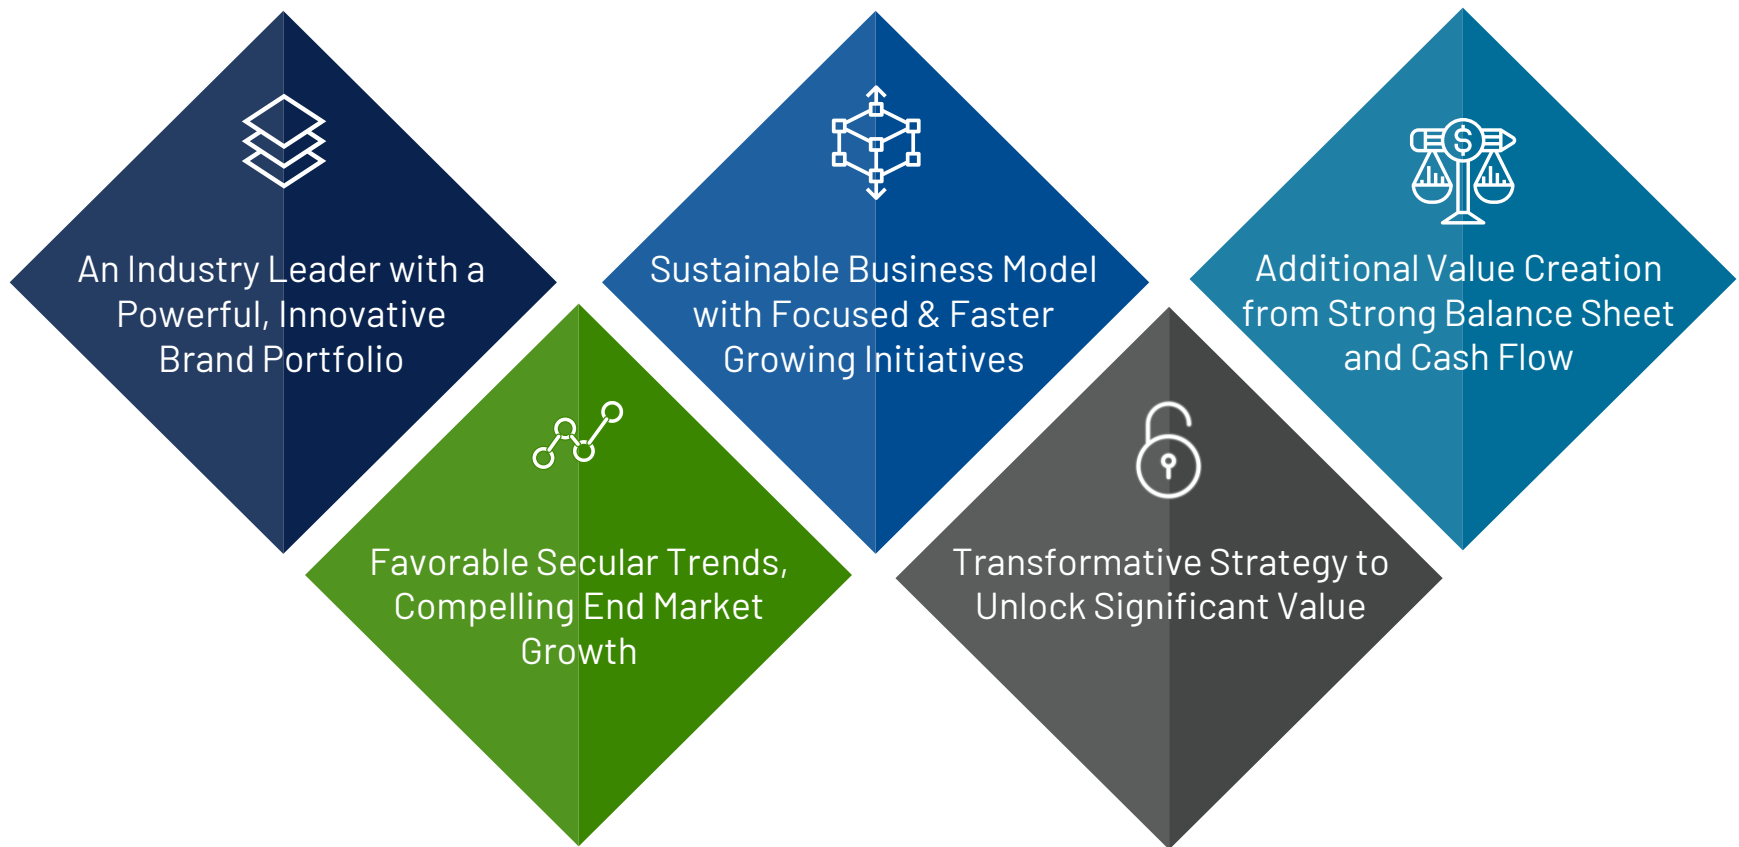 An Industry Leader with a
Powerful, Innovative
Brand Portfolio
Favorable Secular Trends,
Compelling End Market
Growth
Sustainable Business Model
with Focused & Faster
Growing Initiatives
Transformative Strategy to
Unlock Significant Value
$
Additional Value Creation
from Strong Balance Sheet
and Cash Flow